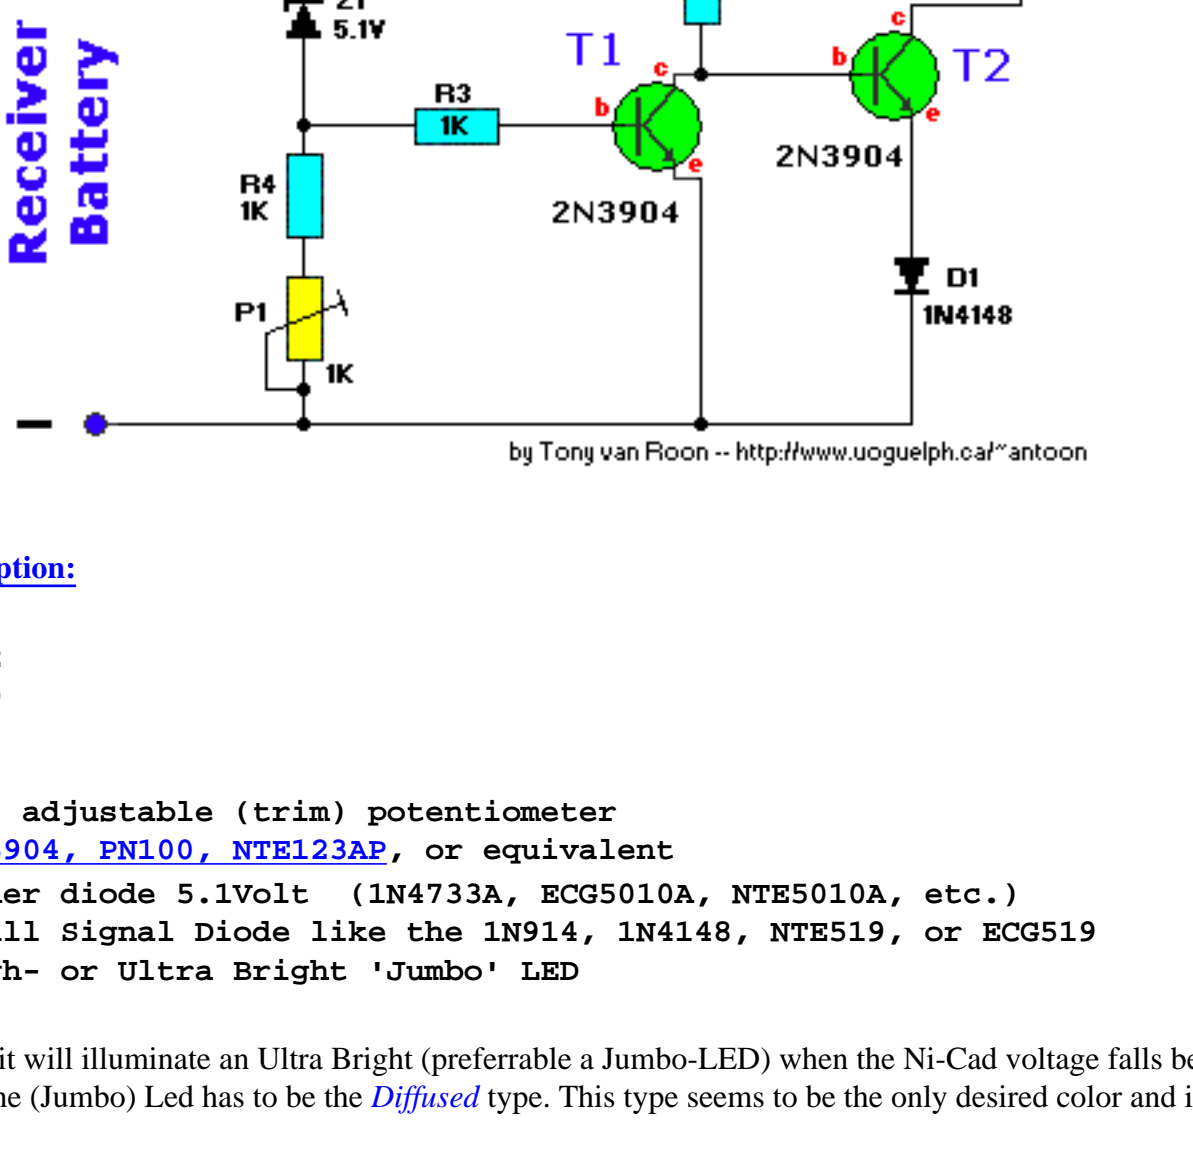 Z1
5.1V
Receiver
Battery
T1
c
b
e
2N3904
c
b
T2
e
2N3904
R3
1K
R4
1K
P1
1K
D1
1N4148
by Tony van Roon -- http://www.uoguelph.ca/~antoon
ption:
adjustable (trim) potentiometer
904, PN100, NTE123AP, or equivalent
er diode 5.1Volt (1N4733A, ECG5010A, NTE5010A, etc.)
ll Signal Diode like the 1N914, 1N4148, NTE519, or ECG519
h- or Ultra Bright 'Jumbo' LED
it will illuminate an Ultra Bright (preferrable a Jumbo-LED) when the Ni-Cad voltage falls be
ne (Jumbo) Led has to be the Diffused type. This type seems to be the only desired color and i